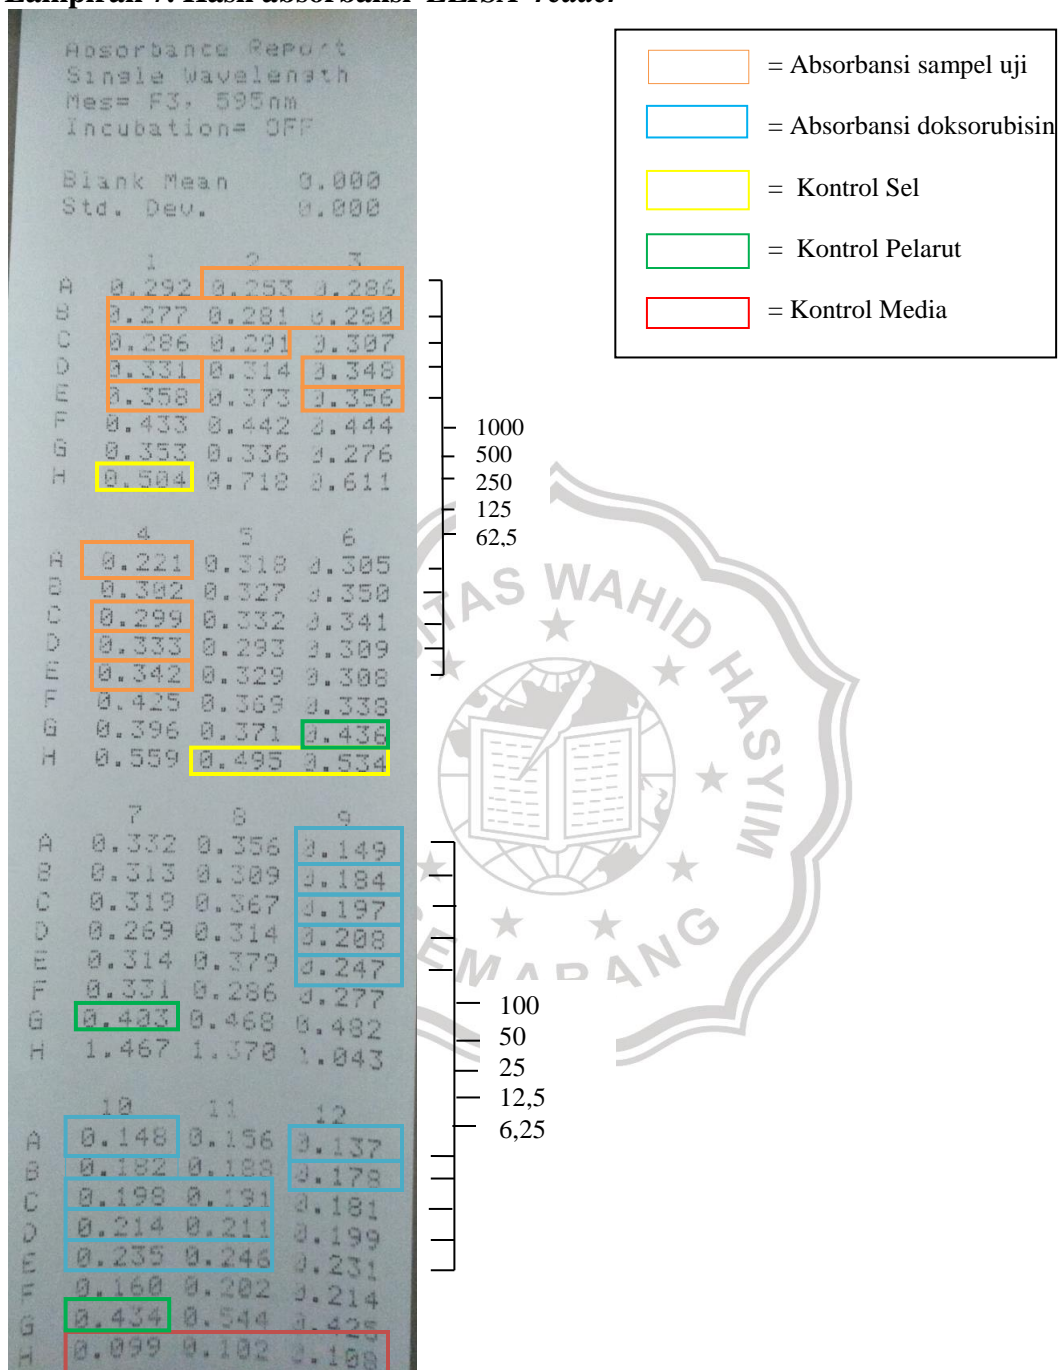 Lampiran 7. Hasil absorbansi ELISA reader
Absorbance Report
Single Wavelength
Mes= F3, 595nm
Incubation= OFF
Blank Mean 0.000
Std. Dev. 0.000
1 2 3
A 0.292 0.253 0.286
B 0.277 0.281 0.290
C 0.286 0.291 0.307
D 0.331 0.314 0.348
E 0.358 0.373 0.356
F 0.433 0.442 0.444
G 0.353 0.336 0.276
H 0.504 0.718 0.611
4 5 6
A 0.221 0.318 0.305
B 0.302 0.327 0.350
C 0.299 0.332 0.341
D 0.333 0.293 0.309
E 0.342 0.329 0.308
F 0.425 0.369 0.338
G 0.396 0.371 0.436
H 0.559 0.495 0.534
7 8 9
A 0.332 0.356 0.149
B 0.313 0.309 0.184
C 0.319 0.367 0.197
D 0.269 0.314 0.208
E 0.314 0.379 0.247
F 0.331 0.286 0.277
G 0.403 0.468 0.482
H 1.467 1.370 1.043
10 11 12
A 0.148 0.156 0.137
B 0.182 0.188 0.178
C 0.198 0.191 0.181
D 0.214 0.211 0.199
E 0.235 0.246 0.231
F 0.160 0.202 0.214
G 0.434 0.544 0.428
H 0.099 0.102 0.108
= Absorbansi sampel uji
= Absorbansi doksorubisin
= Kontrol Sel
= Kontrol Pelarut
= Kontrol Media
1000
500
250
125
62,5
100
50
25
12,5
6,25
WAHID HASYIM